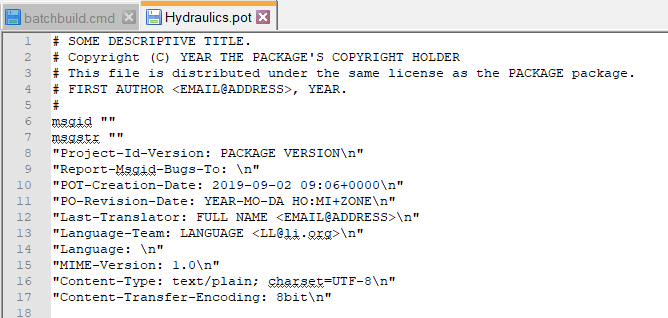 batchbuild.cmd Hydraulics.pot
1 # SOME DESCRIPTIVE TITLE.
2 # Copyright (C) YEAR THE PACKAGE'S COPYRIGHT HOLDER
3 # This file is distributed under the same license as the PACKAGE package.
4 # FIRST AUTHOR <EMAIL@ADDRESS>, YEAR.
5 #
6 msgid ""
7 msgstr ""
8 "Project-Id-Version: PACKAGE VERSION\n"
9 "Report-Msgid-Bugs-To: \n"
10 "POT-Creation-Date: 2019-09-02 09:06+0000\n"
11 "PO-Revision-Date: YEAR-MO-DA HO:MI+ZONE\n"
12 "Last-Translator: FULL NAME <EMAIL@ADDRESS>\n"
13 "Language-Team: LANGUAGE <LL@li.org>\n"
14 "Language: \n"
15 "MIME-Version: 1.0\n"
16 "Content-Type: text/plain; charset=UTF-8\n"
17 "Content-Transfer-Encoding: 8bit\n"
18